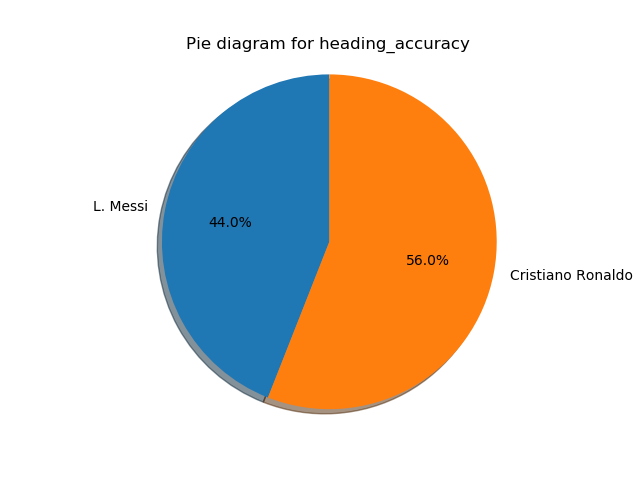 Pie diagram for heading_accuracy
L. Messi
44.0%
56.0%
Cristiano Ronaldo